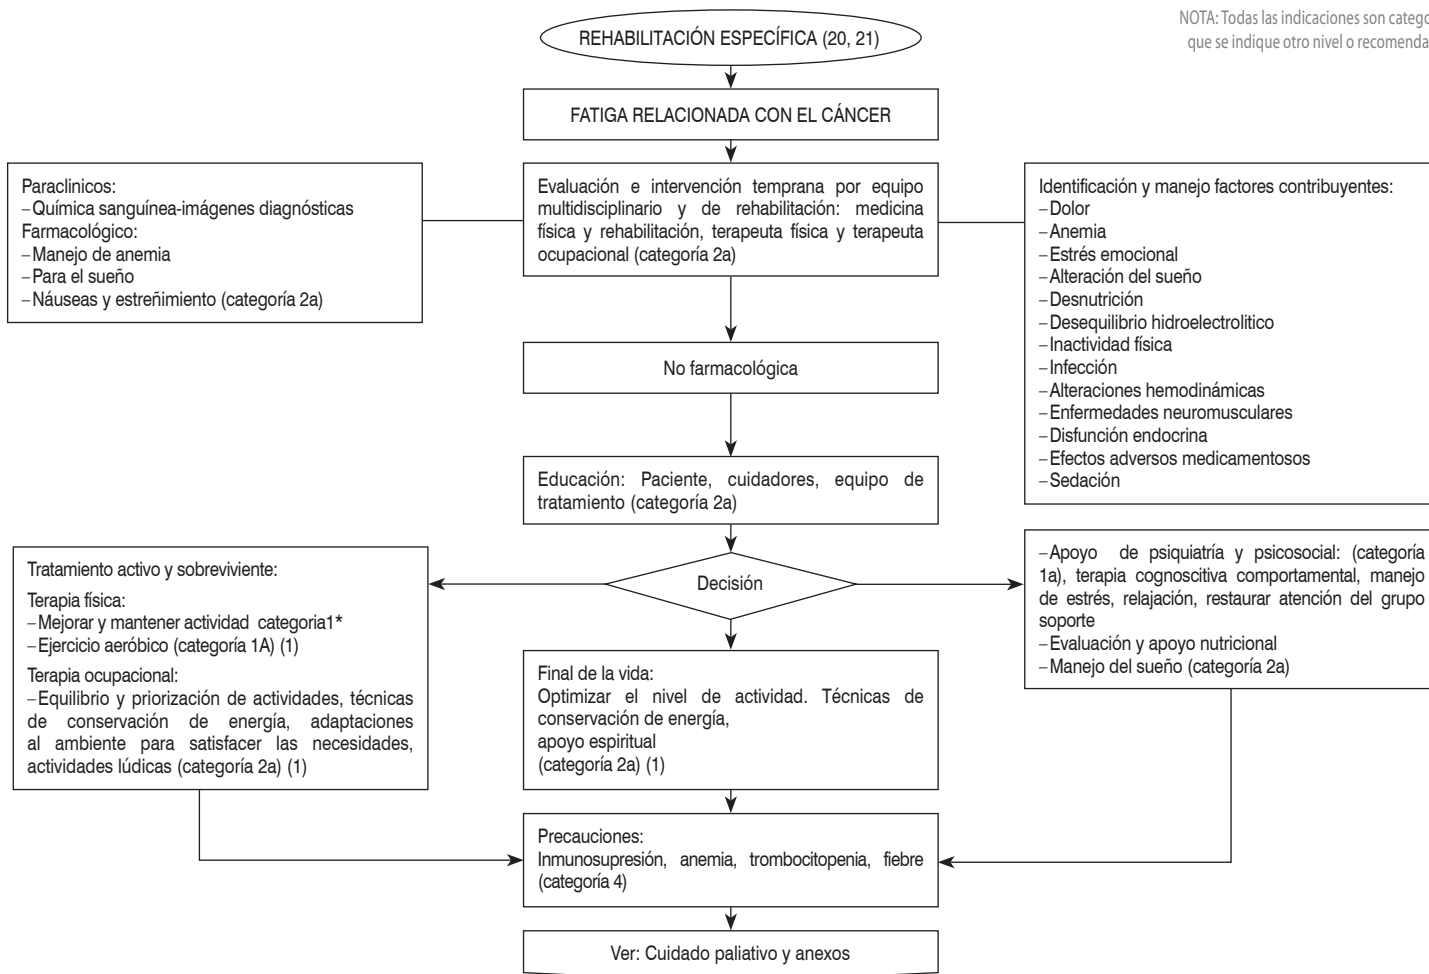 NOTA: Todas las indicaciones son catego
que se indique otro nivel o recomenda
REHABILITACIÓN ESPECÍFICA (20, 21)
FATIGA RELACIONADA CON EL CÁNCER
Paraclinicos:
–Química sanguínea-imágenes diagnósticas
Farmacológico:
–Manejo de anemia
–Para el sueño
–Náuseas y estreñimiento (categoría 2a)
Evaluación e intervención temprana por equipo
multidisciplinario y de rehabilitación: medicina
física y rehabilitación, terapeuta física y terapeuta
ocupacional (categoría 2a)
Identificación y manejo factores contribuyentes:
–Dolor
–Anemia
–Estrés emocional
–Alteración del sueño
–Desnutrición
–Desequilibrio hidroelectrolitico
–Inactividad física
–Infección
–Alteraciones hemodinámicas
–Enfermedades neuromusculares
–Disfunción endocrina
–Efectos adversos medicamentosos
–Sedación
No farmacológica
Educación: Paciente, cuidadores, equipo de
tratamiento (categoría 2a)
Decisión
Tratamiento activo y sobreviviente:
Terapia física:
–Mejorar y mantener actividad categoria1*
–Ejercicio aeróbico (categoría 1A) (1)
Terapia ocupacional:
–Equilibrio y priorización de actividades, técnicas
de conservación de energía, adaptaciones
al ambiente para satisfacer las necesidades,
actividades lúdicas (categoría 2a) (1)
Final de la vida:
Optimizar el nivel de actividad. Técnicas de
conservación de energía,
apoyo espiritual
(categoría 2a) (1)
–Apoyo de psiquiatría y psicosocial: (categoría
1a), terapia cognoscitiva comportamental, manejo
de estrés, relajación, restaurar atención del grupo
soporte
–Evaluación y apoyo nutricional
–Manejo del sueño (categoría 2a)
Precauciones:
Inmunosupresión, anemia, trombocitopenia, fiebre
(categoría 4)
Ver: Cuidado paliativo y anexos